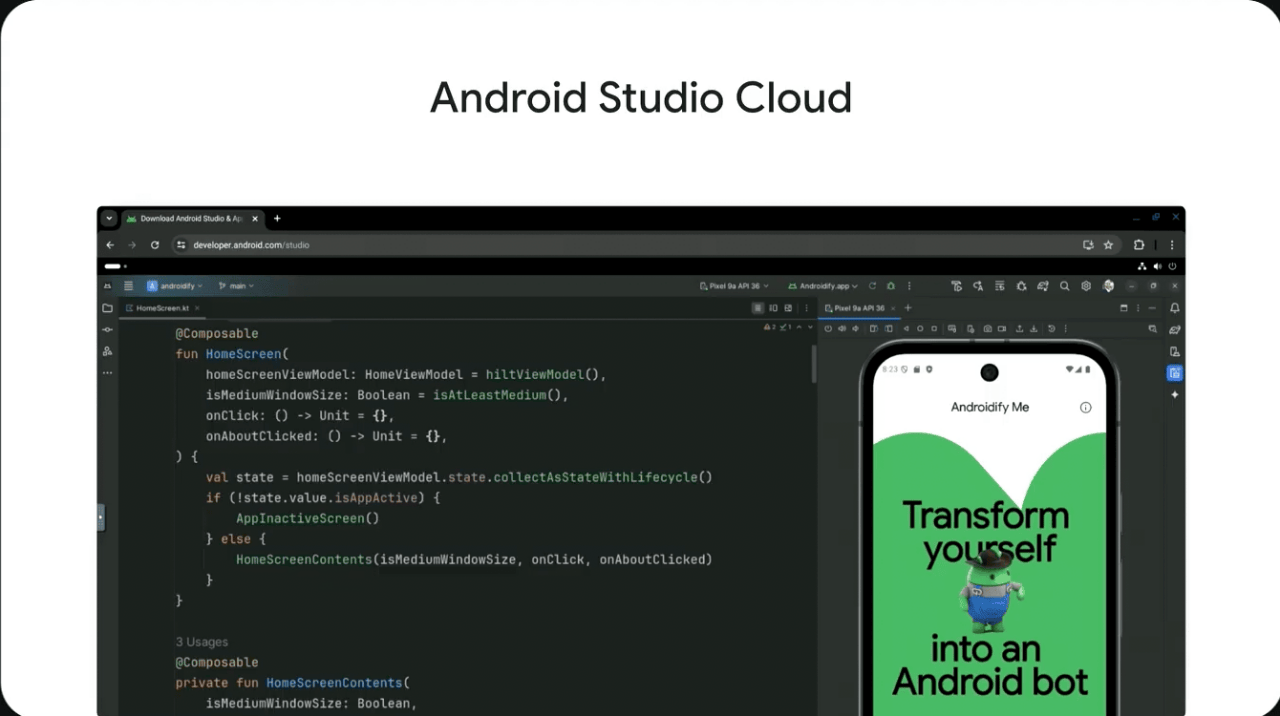 Android Studio Cloud
Download Android Studio & Ap
developer.android.com/studio
A androidify main Pixel 9a API 36 Androidify.app
HomeScreen.kt
Pixel 9a API 36
2 1
@Composable
fun HomeScreen(
homeScreenViewModel: HomeViewModel = hiltViewModel(),
isMediumWindowSize: Boolean = isAtLeastMedium(),
onClick: () -> Unit = {},
onAboutClicked: () -> Unit = {},
) {
val state = homeScreenViewModel.state.collectAsStateWithLifecycle()
if (!state.value.isAppActive) {
AppInactiveScreen()
} else {
HomeScreenContents(isMediumWindowSize, onClick, onAboutClicked)
}
}
3 Usages
@Composable
private fun HomeScreenContents(
isMediumWindowSize: Boolean,
8:23
Androidify Me
Transform
yourself
into an
Android bot